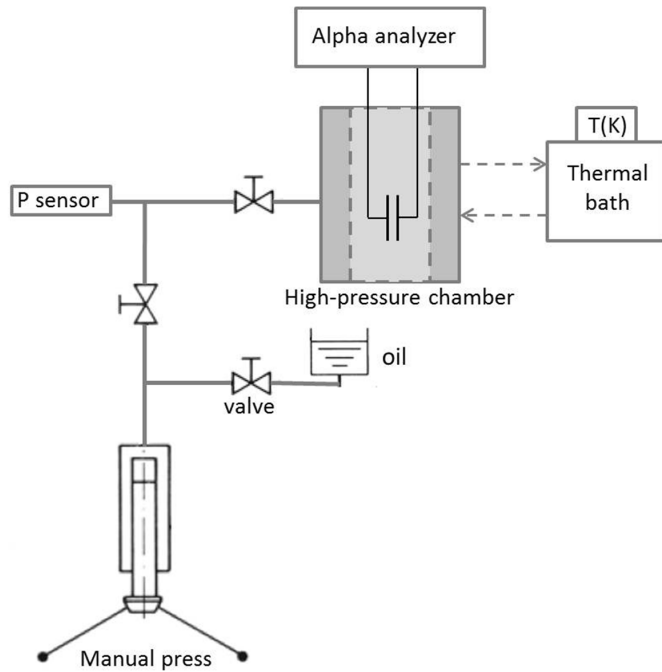 Alpha analyzer
T(K)
Thermal
bath
P sensor
High-pressure chamber
oil
valve
Manual press